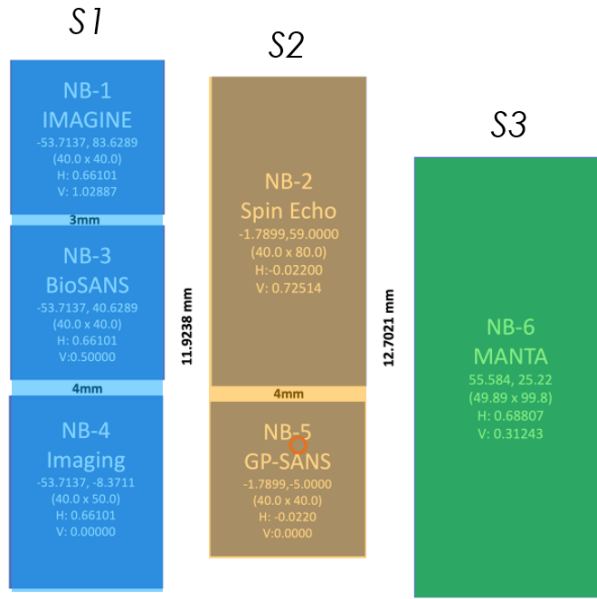 S1
NB-1
IMAGINE
-53.7137, 83.6289
(40.0 x 40.0)
H: 0.66101
V: 1.02887
3mm
NB-3
BioSANS
-53.7137, 40.6289
(40.0 x 40.0)
H: 0.66101
V:0.50000
4mm
NB-4
Imaging
-53.7137, -8.3711
(40.0 x 50.0)
H: 0.66101
V: 0.00000
11.9238 mm
S2
NB-2
Spin Echo
-1.7899,59.0000
(40.0 x 80.0)
H:-0.02200
V: 0.72514
4mm
NB-5
GP-SANS
-1.7899,-5.0000
(40.0 x 40.0)
H: -0.0220
V:0.0000
12.7021 mm
S3
NB-6
MANTA
55.584, 25.22
(49.89 x 99.8)
H: 0.68807
V: 0.31243